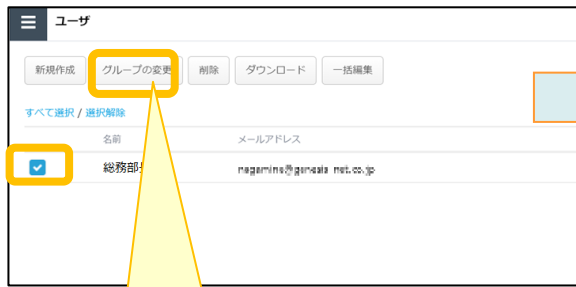 ユーザ
新規作成 グループの変更 削除 ダウンロード 一括編集
すべて選択 / 選択解除
名前 メールアドレス
総務部